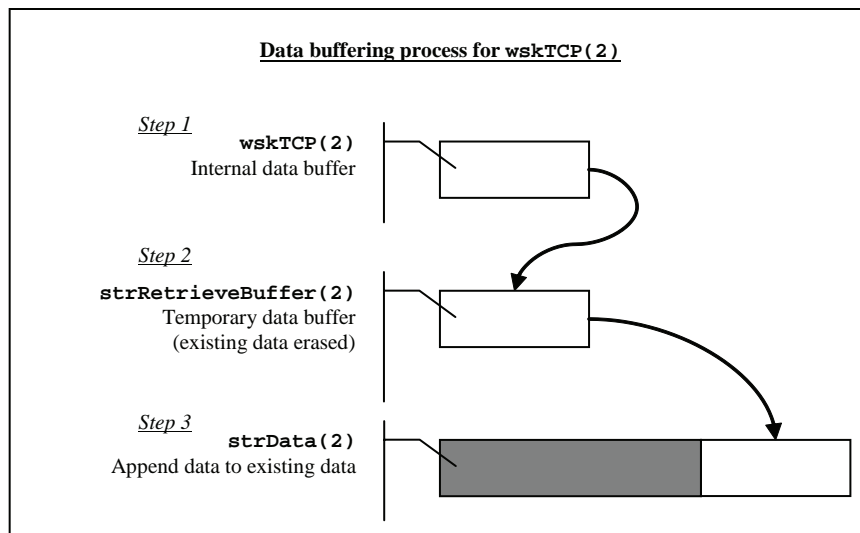 Data buffering process for wskTCP(2)
Step 1
wskTCP(2)
Internal data buffer
Step 2
strRetrieveBuffer(2)
Temporary data buffer
(existing data erased)
Step 3
strData(2)
Append data to existing data